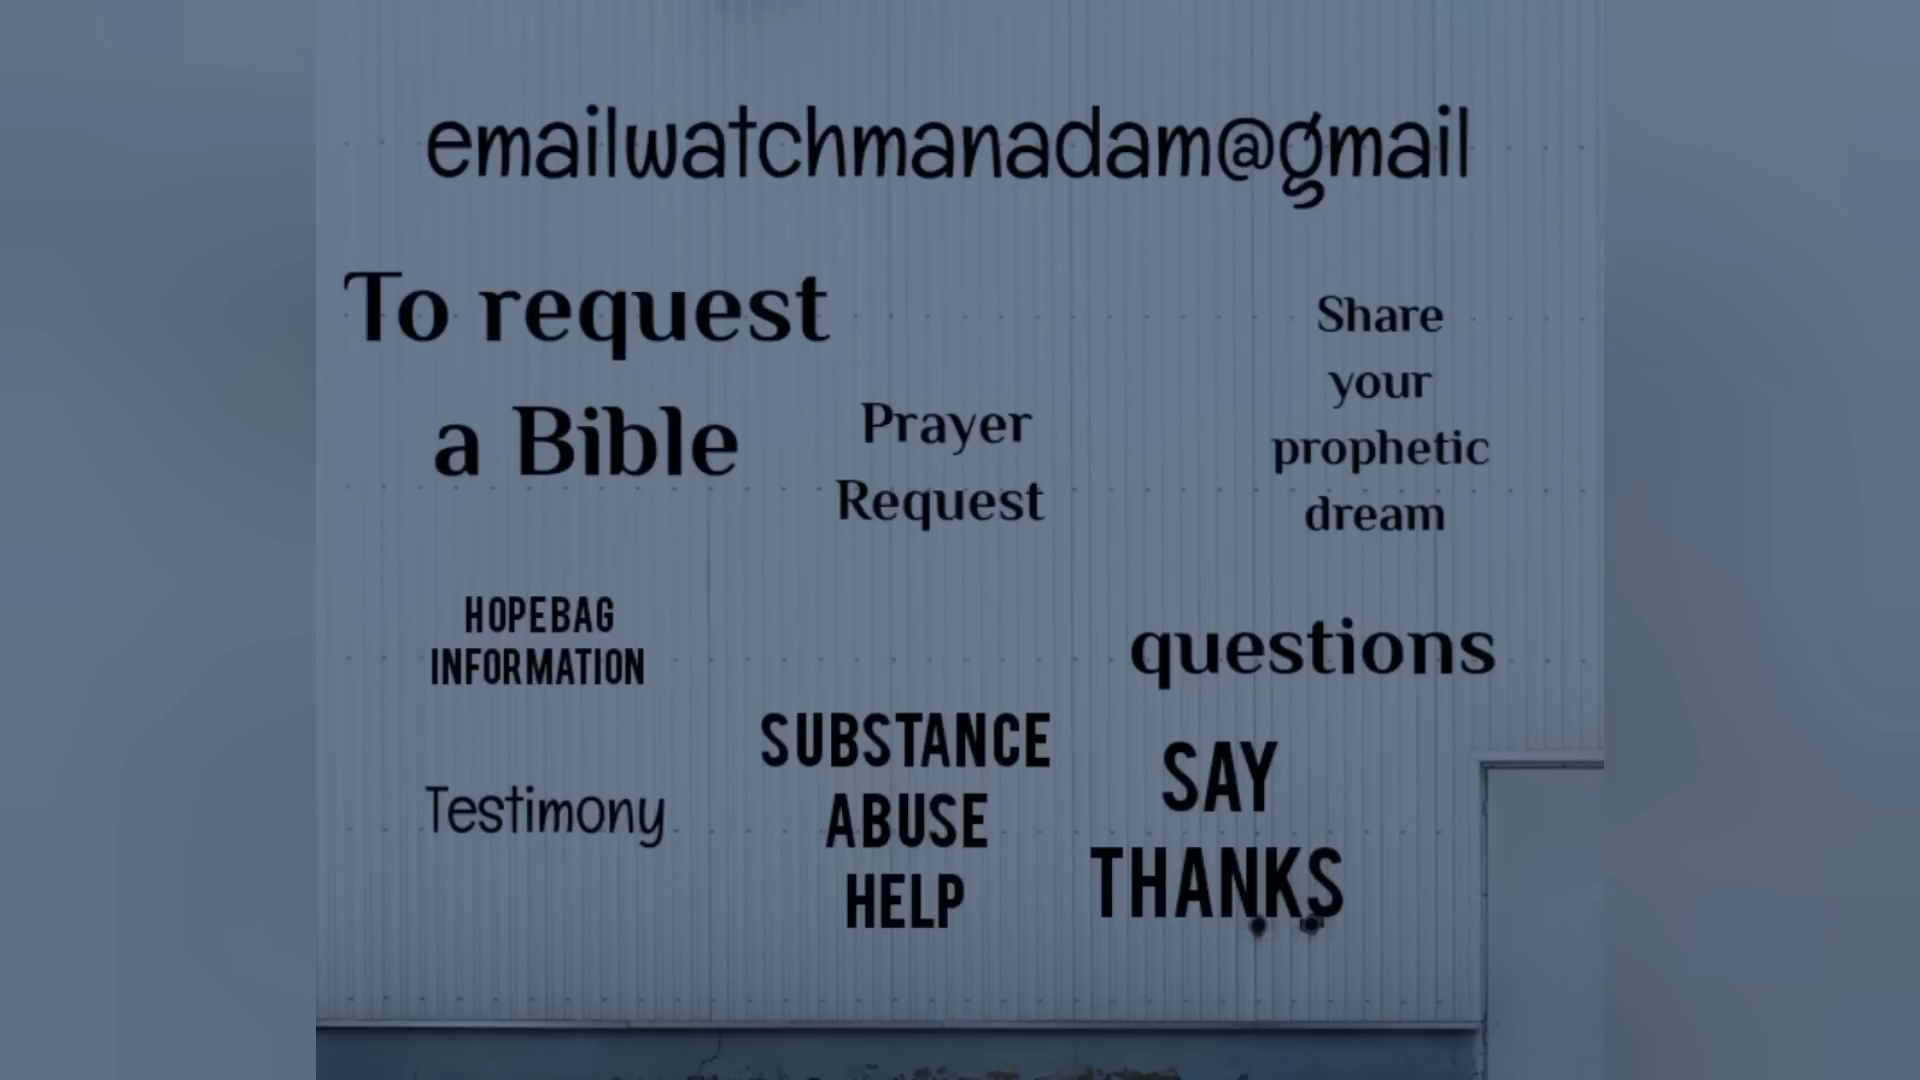 emailwatchmanadam@gmail
To request
a Bible
Prayer
Request
Share
your
prophetic
dream
HOPEBAG
INFORMATION
questions
Testimony
SUBSTANCE
ABUSE
HELP
SAY
THANKS